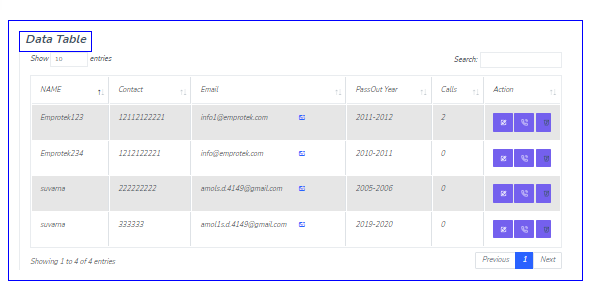 Data Table
Show 10 entries Search:
NAME Contact Email PassOut Year Calls Action
Emprotek123 12112122221 info1@emprotek.com 2011-2012 2
Emprotek234 1212122221 info@emprotek.com 2010-2011 0
suvarna 222222222 amols.d.4149@gmail.com 2005-2006 0
suvarna 333333 amol1s.d.4149@gmail.com 2019-2020 0
Showing 1 to 4 of 4 entries Previous 1 Next